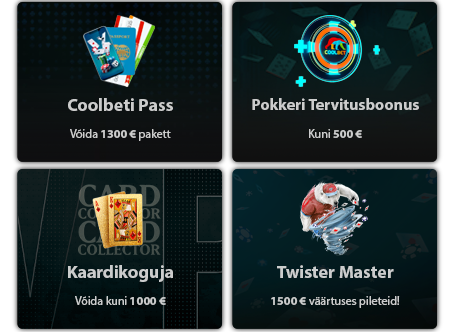 Coolbeti Pass
Võida 1300 € pakett
COOLBET
Pokkeri Tervitusboonus
Kuni 500 €
CARD
COLLECTOR
CARD
COLLECTOR
Kaardikoguja
Võida kuni 1000 €
Twister Master
1500 € väärtuses pileteid!